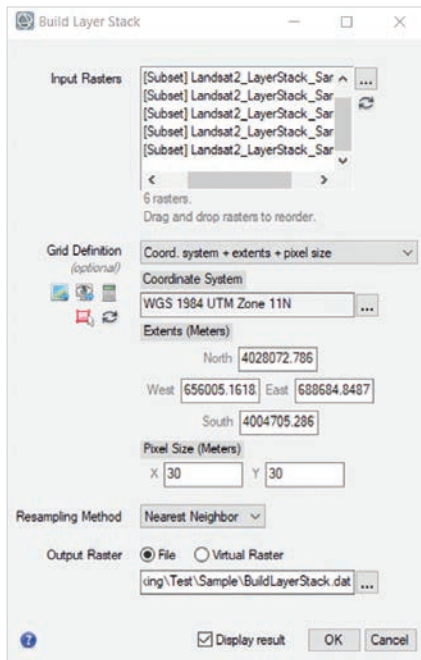 Build Layer Stack
Input Rasters
[Subset] Landsat2_LayerStack_Sar
[Subset] Landsat2_LayerStack_Sar
[Subset] Landsat2_LayerStack_Sar
[Subset] Landsat2_LayerStack_Sar
[Subset] Landsat2_LayerStack_Sar
...
6 rasters.
Drag and drop rasters to reorder.
Grid Definition
(optional)
Coord. system + extents + pixel size
Coordinate System
WGS 1984 UTM Zone 11N
...
Extents (Meters)
North 4028072.786
West 656005.1618 East 688684.8487
South 4004705.286
Pixel Size (Meters)
X 30 Y 30
Resampling Method Nearest Neighbor
Output Raster File Virtual Raster
king\Test\Sample\BuildLayerStack.dat ...
? Display result OK Cancel